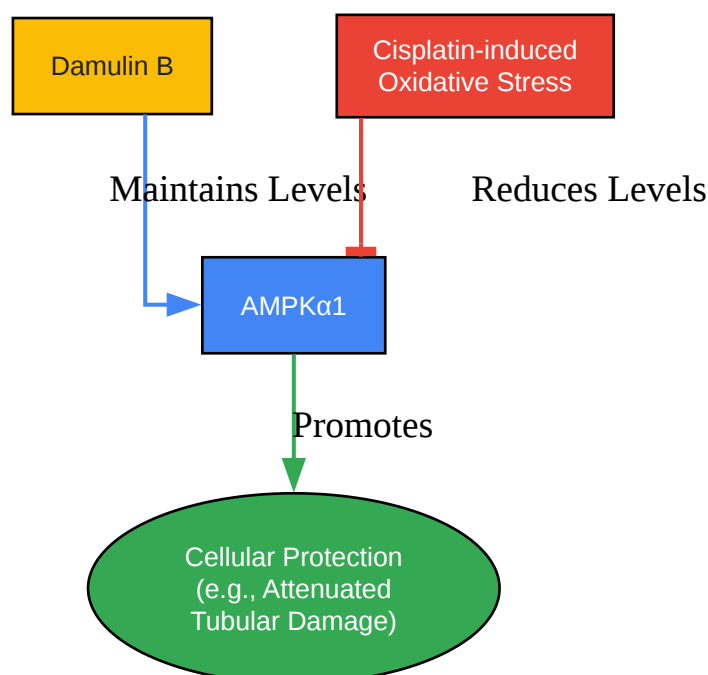 Damulin B
Cisplatin-induced
Oxidative Stress
Maintains Levels
Reduces Levels
AMPKα1
Promotes
Cellular Protection
(e.g., Attenuated
Tubular Damage)